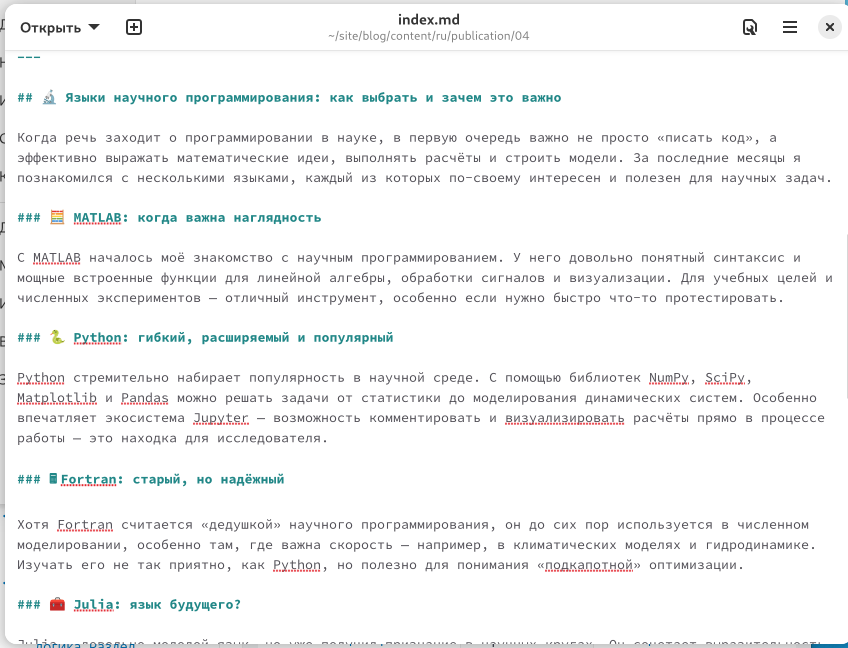 Открыть
index.md
~/site/blog/content/ru/publication/04
---
## 🔬 Языки научного программирования: как выбрать и зачем это важно
Когда речь заходит о программировании в науке, в первую очередь важно не просто «писать код», а
эффективно выражать математические идеи, выполнять расчёты и строить модели. За последние месяцы я
познакомился с несколькими языками, каждый из которых по-своему интересен и полезен для научных задач.
### 🧮 MATLAB: когда важна наглядность
С MATLAB началось моё знакомство с научным программированием. У него довольно понятный синтаксис и
мощные встроенные функции для линейной алгебры, обработки сигналов и визуализации. Для учебных целей и
численных экспериментов — отличный инструмент, особенно если нужно быстро что-то протестировать.
### 🐍 Python: гибкий, расширяемый и популярный
Python стремительно набирает популярность в научной среде. С помощью библиотек NumPy, SciPy,
Matplotlib и Pandas можно решать задачи от статистики до моделирования динамических систем. Особенно
впечатляет экосистема Jupyter — возможность комментировать и визуализировать расчёты прямо в процессе
работы — это находка для исследователя.
### 🖩Fortran: старый, но надёжный
Хотя Fortran считается «дедушкой» научного программирования, он до сих пор используется в численном
моделировании, особенно там, где важна скорость — например, в климатических моделях и гидродинамике.
Изучать его не так приятно, как Python, но полезно для понимания «подкапотной» оптимизации.
### 🧰 Julia: язык будущего?